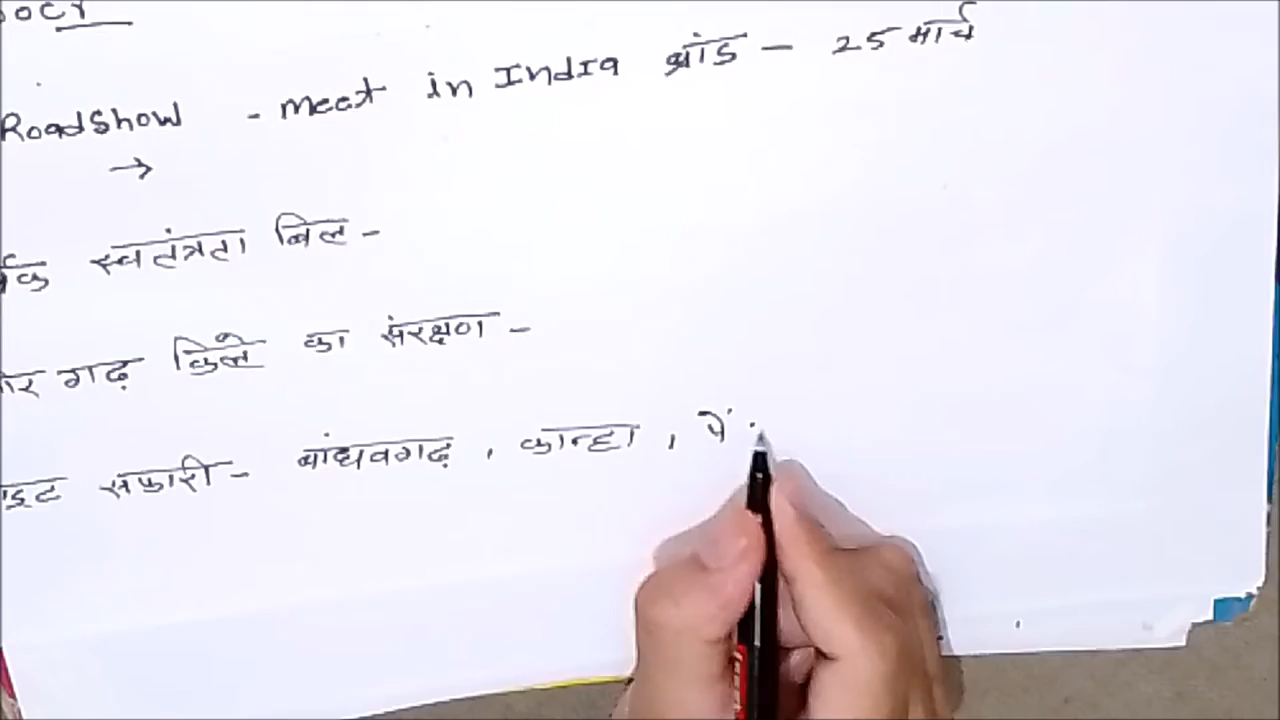 RoadShow - meet in India ब्रांड - 25 मार्च
→
स्वतंत्रता बिल -
गढ़ किले का संरक्षण -
सफारी - बांधवगढ़, कान्हा, पें